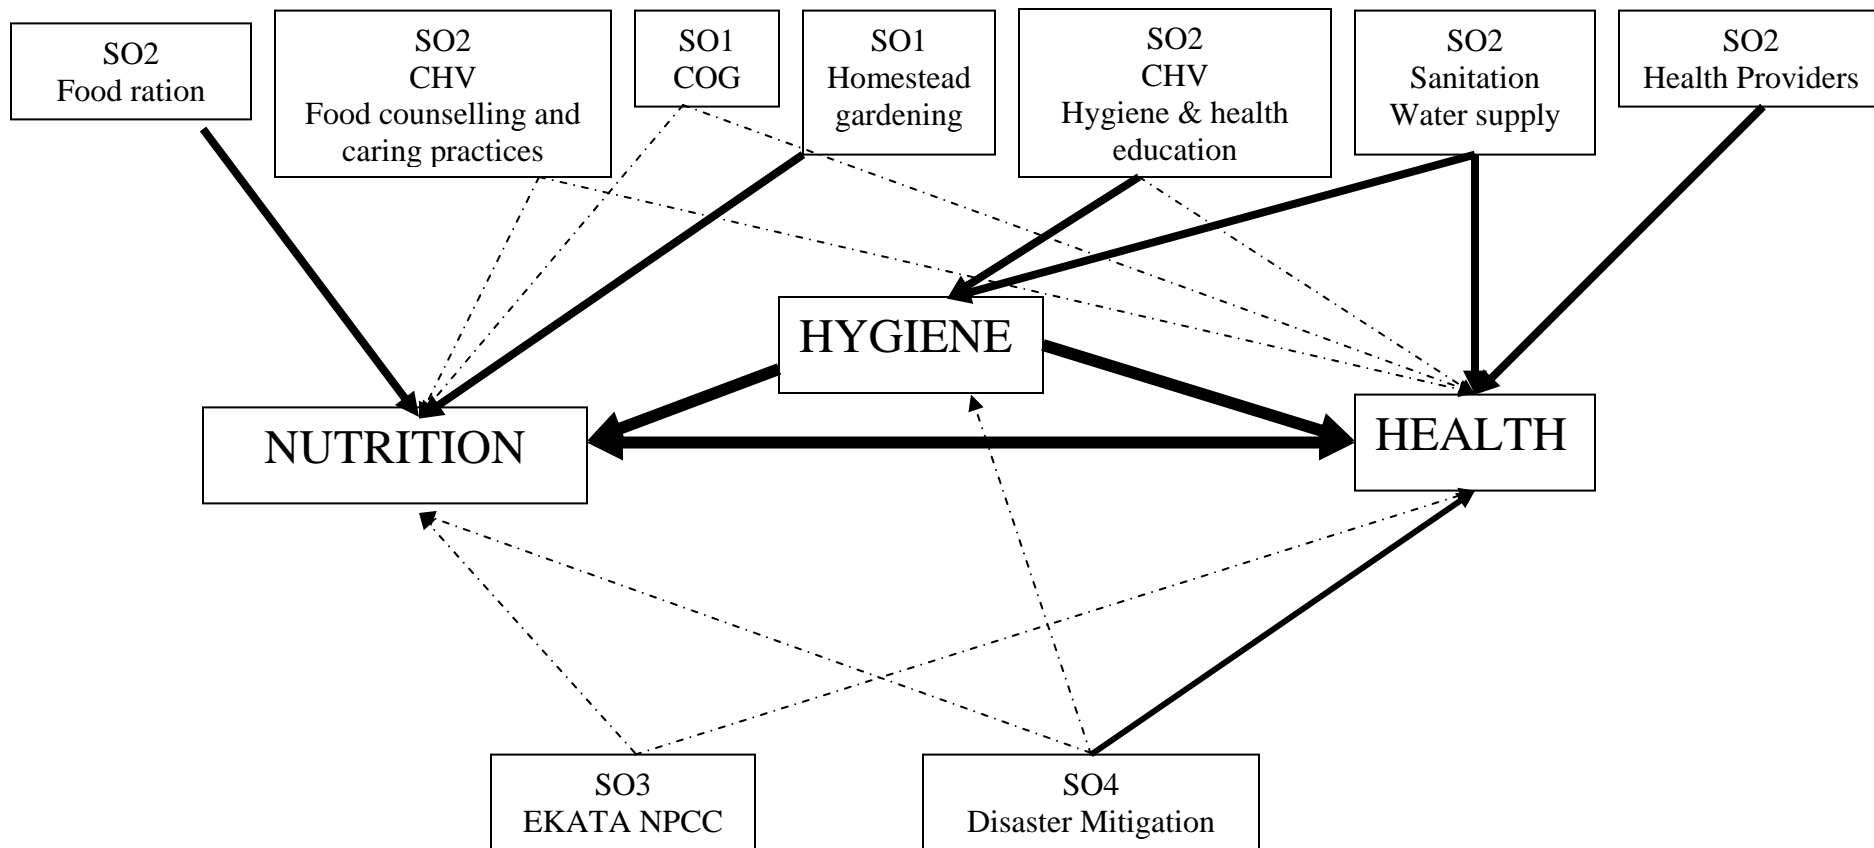 SO2
Food ration
SO2
CHV
Food counselling and
caring practices
SO1
COG
SO1
Homestead
gardening
SO2
CHV
Hygiene & health
education
SO2
Sanitation
Water supply
SO2
Health Providers
HYGIENE
NUTRITION
HEALTH
SO3
EKATA NPCC
SO4
Disaster Mitigation